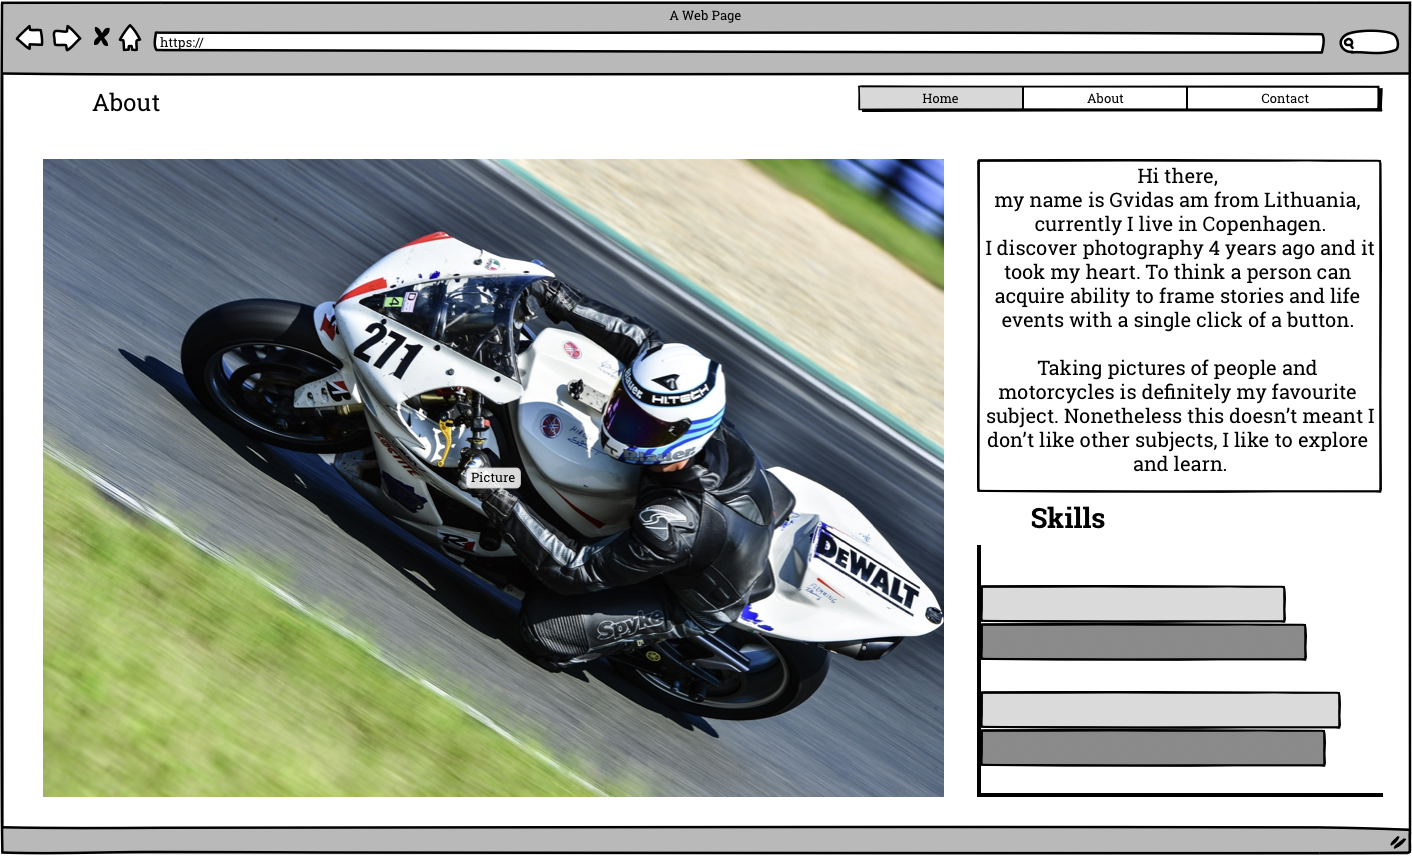 A Web Page
https://
About
Home
About
Contact
Hi there,
my name is Gvidas am from Lithuania,
currently I live in Copenhagen.
I discover photography 4 years ago and it
took my heart. To think a person can
acquire ability to frame stories and life
events with a single click of a button.
Taking pictures of people and
motorcycles is definitely my favourite
subject. Nonetheless this doesn’t meant I
don’t like other subjects, I like to explore
and learn.
271
HI.TECH
Picture
R1
DEWALT
Spyke
Skills